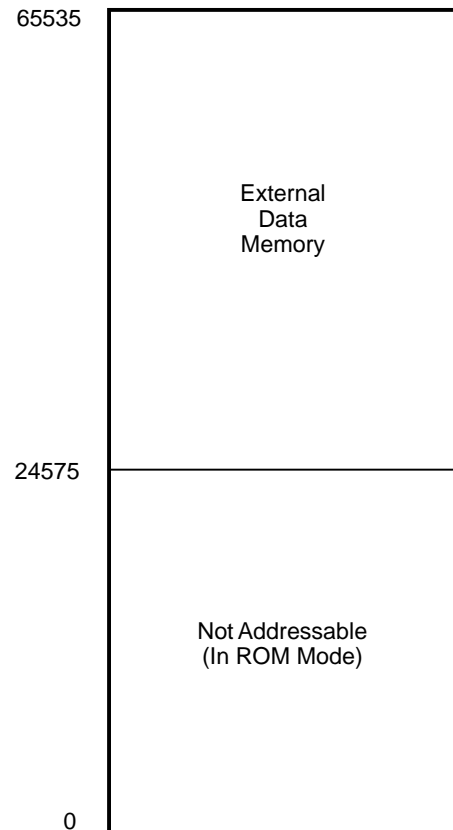 65535
External
Data
Memory
24575
Not Addressable
(In ROM Mode)
0